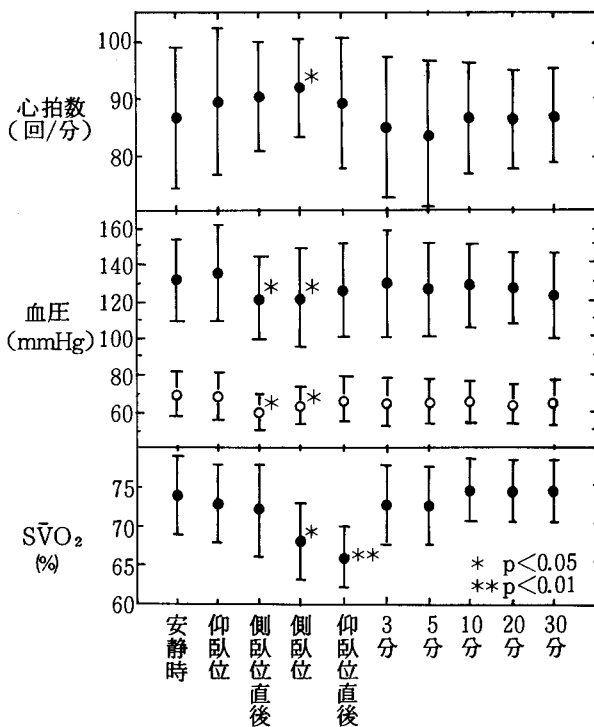 100
90
80
心拍数
(回/分)
*
160
140
120
100
80
60
血圧
(mmHg)
* *
* *
75
70
65
60
SV̄O₂
(%)
*
**
* p<0.05
** p<0.01
安静時
仰臥位
側臥位直後
側臥位
仰臥位直後
3分
5分
10分
20分
30分